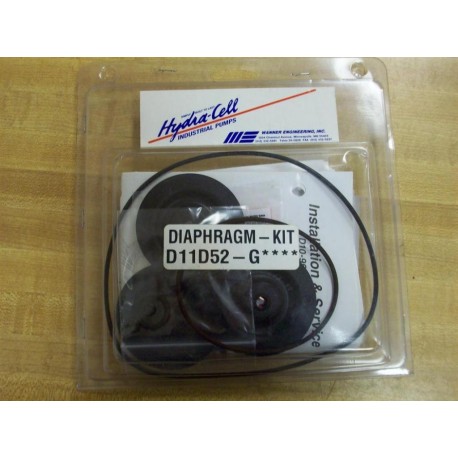 Hydra-Cell
INDUSTRIAL PUMPS
WANNER ENGINEERING, INC.
DIAPHRAGM - KIT
D11D52 - G****
Installation & Service